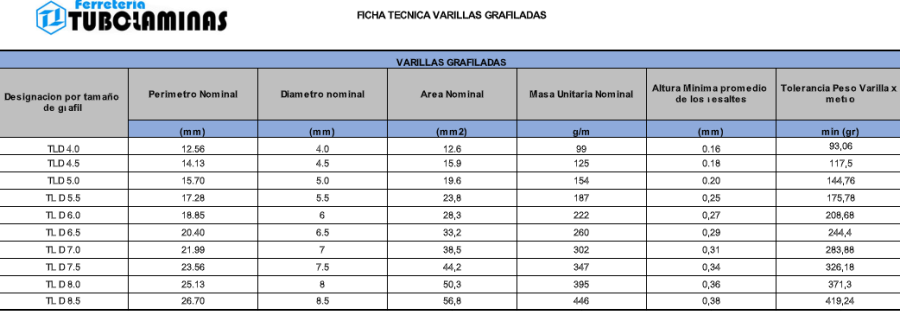 Ferreteria
TUBOLAMINAS
FICHA TECNICA VARILLAS GRAFILADAS
VARILLAS GRAFILADAS
Designacion por tamaño de grafil Perimetro Nominal Diametro nominal Area Nominal Masa Unitaria Nominal Altura Minima promedio de los resaltes Tolerancia Peso Varilla x metro
(mm) (mm) (mm2) g/m (mm) min (gr)
TLD 4.0 12.56 4.0 12.6 99 0.16 93,06
TLD 4.5 14.13 4.5 15.9 125 0.18 117,5
TLD 5.0 15.70 5.0 19.6 154 0.20 144,76
TL D 5.5 17.28 5.5 23,8 187 0,25 175,78
TL D 6.0 18.85 6 28,3 222 0,27 208,68
TL D 6.5 20.40 6.5 33,2 260 0,29 244,4
TL D 7.0 21.99 7 38,5 302 0,31 283,88
TL D 7.5 23.56 7.5 44,2 347 0,34 326,18
TL D 8.0 25.13 8 50,3 395 0,36 371,3
TL D 8.5 26.70 8.5 56,8 446 0,38 419,24